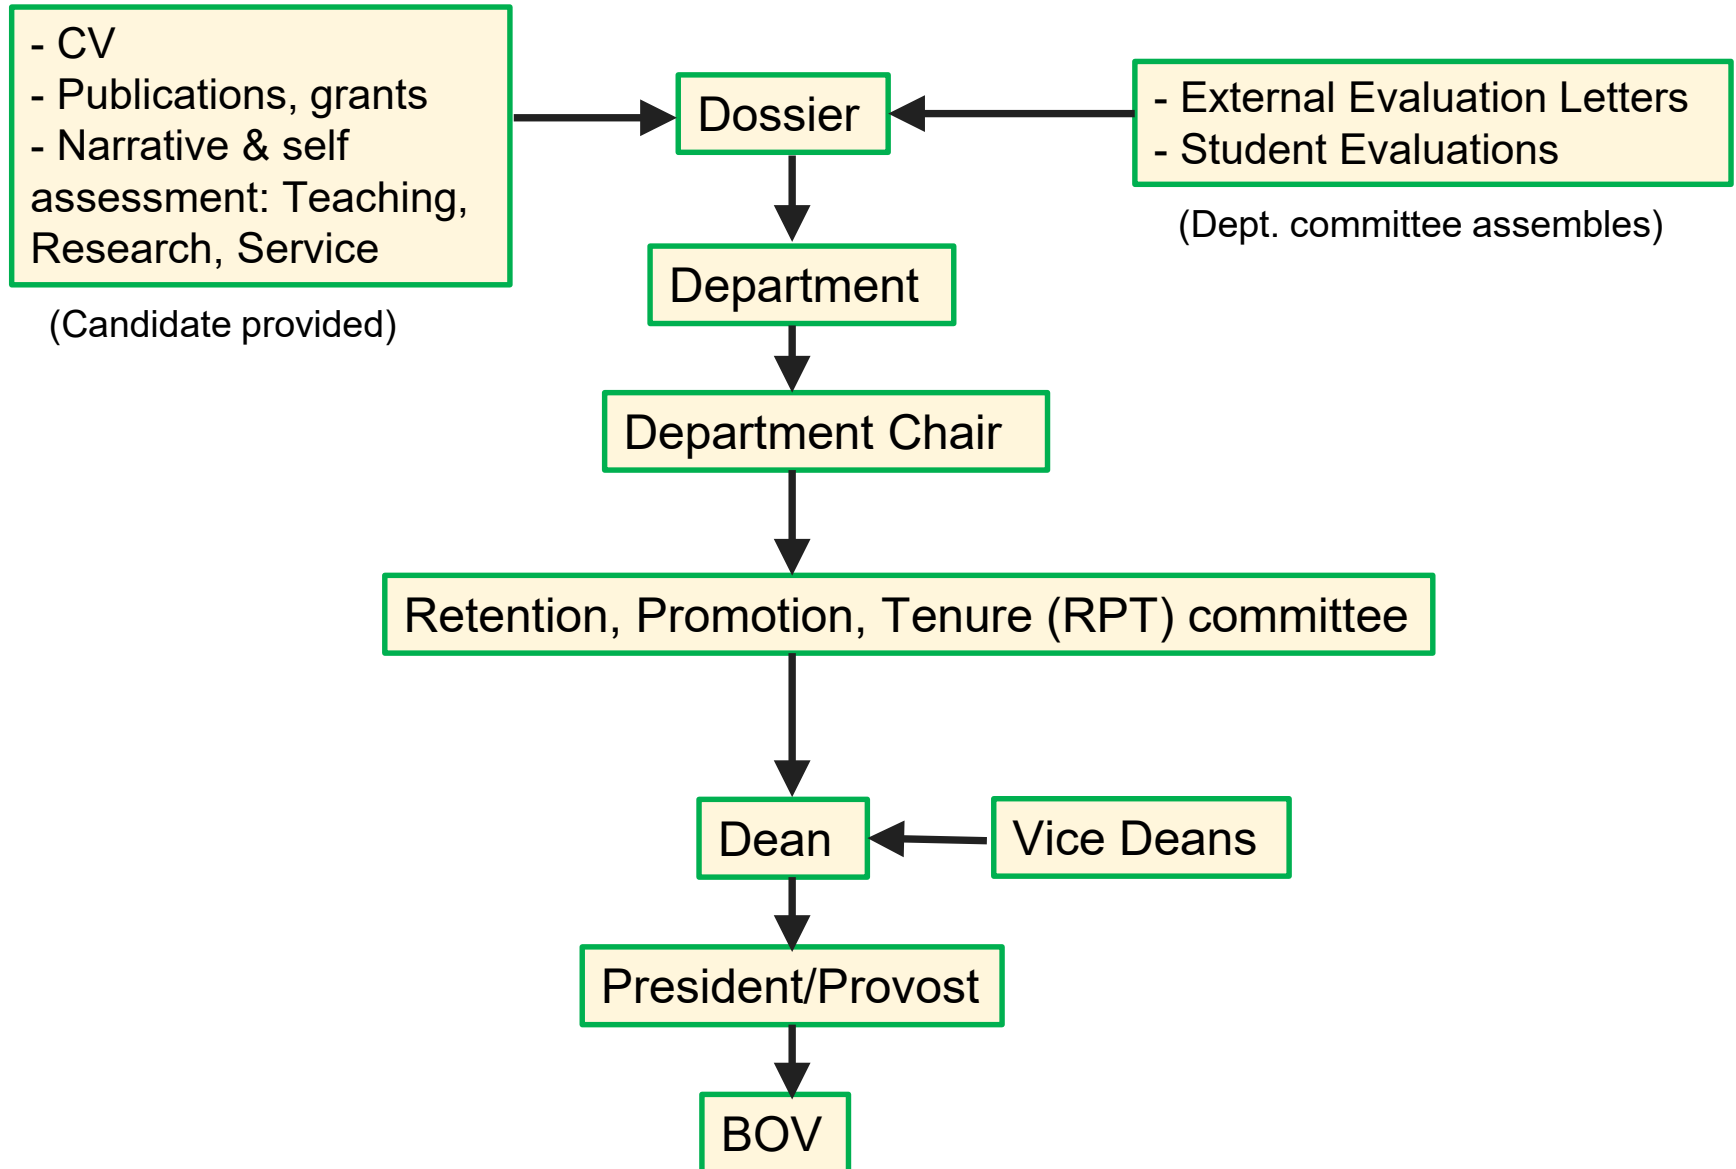 - CV
- Publications, grants
- Narrative & self
assessment: Teaching,
Research, Service
(Candidate provided)
Dossier
- External Evaluation Letters
- Student Evaluations
(Dept. committee assembles)
Department
Department Chair
Retention, Promotion, Tenure (RPT) committee
Dean
Vice Deans
President/Provost
BOV